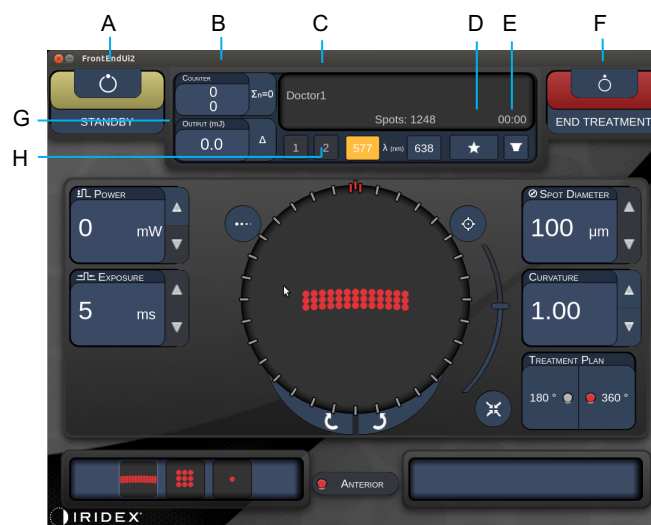 A
B
C
D
E
F
G
H
FrontEndUi2
STANDBY
COUNTER
0
0
Σn=0
OUTPUT (mJ)
0.0
Δ
Doctor1
Spots: 1248
00:00
1
2
577
λ (nm)
638
END TREATMENT
POWER
0 mW
EXPOSURE
5 ms
SPOT DIAMETER
100 µm
CURVATURE
1.00
TREATMENT PLAN
180 °
360 °
ANTERIOR
IRIDEX